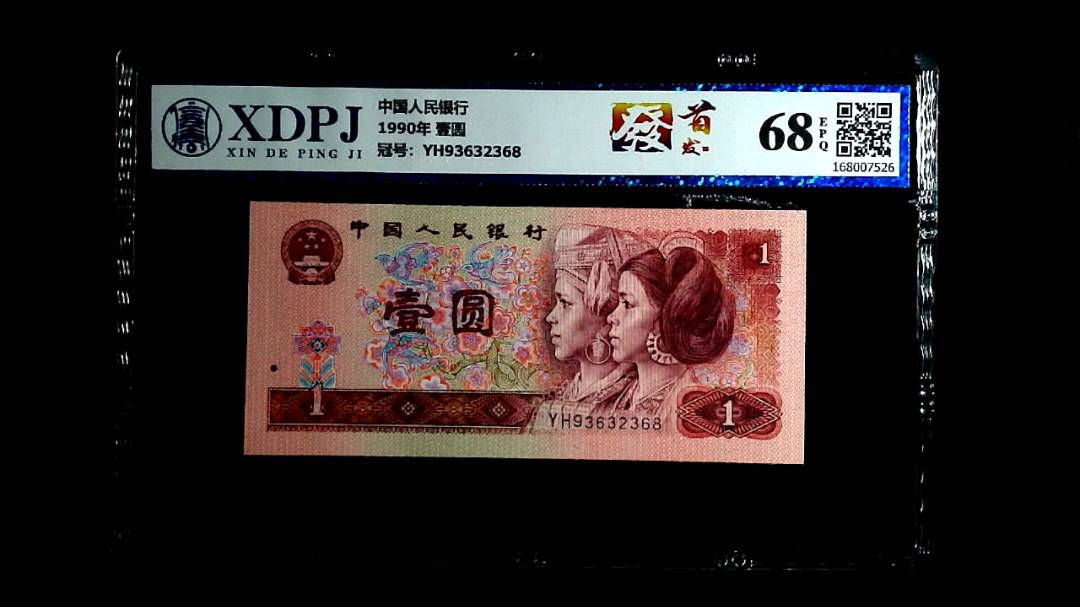 XDPJ
XIN DE PING JI
中国人民银行
1990年 壹圆
冠号：YH93632368
發
首发
68
EPQ
168007526
中国人民银行
1
壹圆
1
YH93632368
1